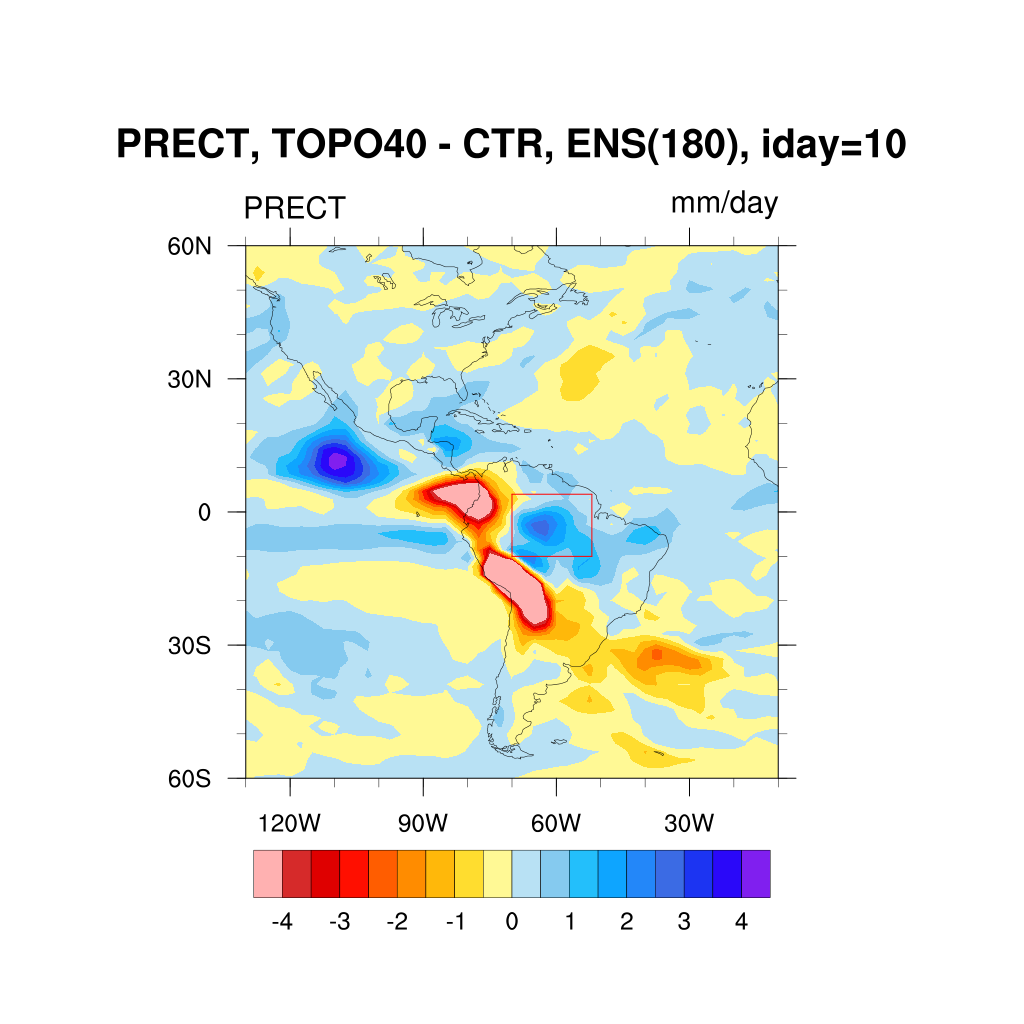 PRECT, TOPO40 - CTR, ENS(180), iday=10
PRECT mm/day
60N
30N
0
30S
60S
120W 90W 60W 30W
-4 -3 -2 -1 0 1 2 3 4